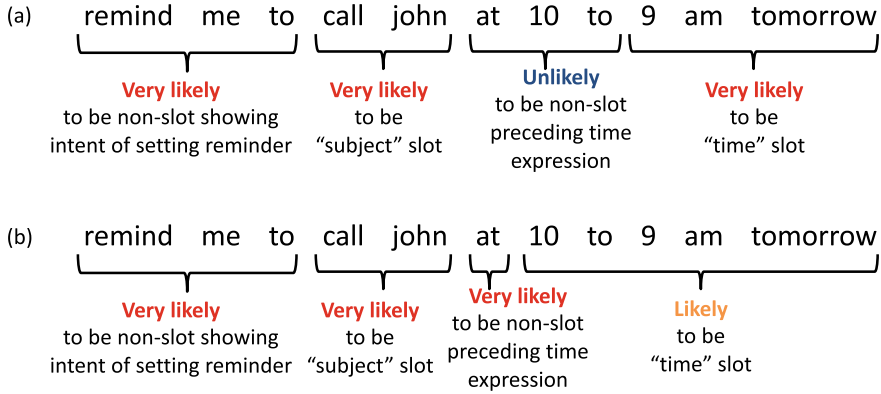 (a) remind me to call john at 10 to 9 am tomorrow
Very likely
to be non-slot showing
intent of setting reminder
Very likely
to be
“subject” slot
Unlikely
to be non-slot
preceding time
expression
Very likely
to be
“time” slot
(b) remind me to call john at 10 to 9 am tomorrow
Very likely
to be non-slot showing
intent of setting reminder
Very likely
to be
“subject” slot
Very likely
to be non-slot
preceding time
expression
Likely
to be
“time” slot